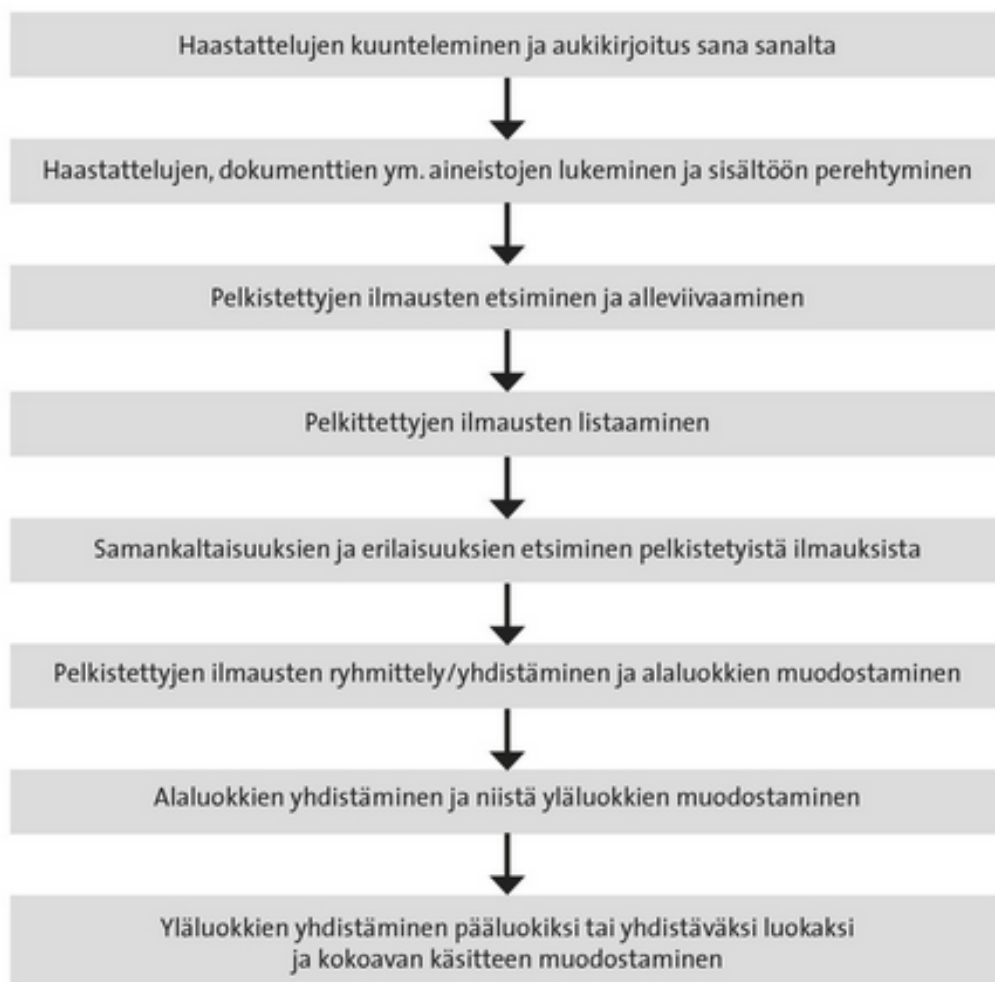 Haastattelujen kuunteleminen ja aukikirjoitus sana sanalta
Haastattelujen, dokumenttien ym. aineistojen lukeminen ja sisältöön perehtyminen
Pelkistettyjen ilmausten etsiminen ja alleviivaaminen
Pelkittettyjen ilmausten listaaminen
Samankaltaisuuksien ja erilaisuuksien etsiminen pelkistetyistä ilmauksista
Pelkistettyjen ilmausten ryhmittely/yhdistäminen ja alaluokkien muodostaminen
Alaluokkien yhdistäminen ja niistä yläluokkien muodostaminen
Yläluokkien yhdistäminen pääluokiksi tai yhdistäväksi luokaksi
ja kokoavan käsitteen muodostaminen